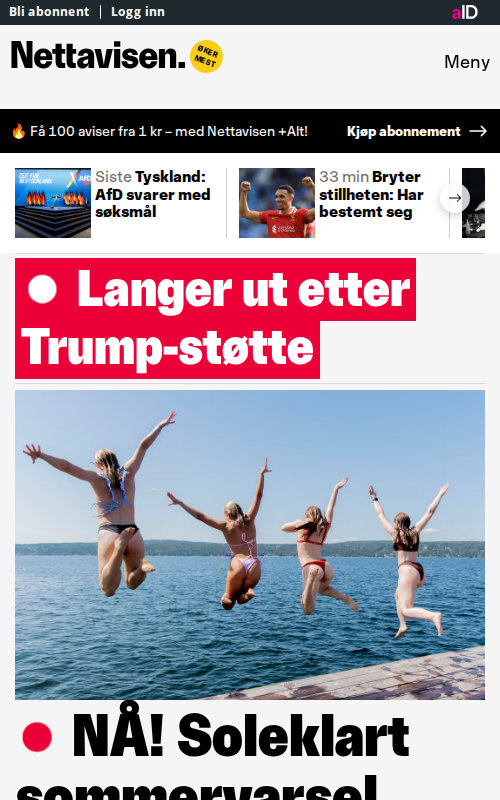 Bli abonnent
Logg inn
aID
Nettavisen.
ØKER
MEST
Meny
🔥 Få 100 aviser fra 1 kr – med Nettavisen +Alt!
Kjøp abonnement
Siste Tyskland:
AfD svarer med
søksmål
33 min Bryter
stillheten: Har
bestemt seg
Langer ut etter
Trump-støtte
NÅ! Soleklart
sommervarsel